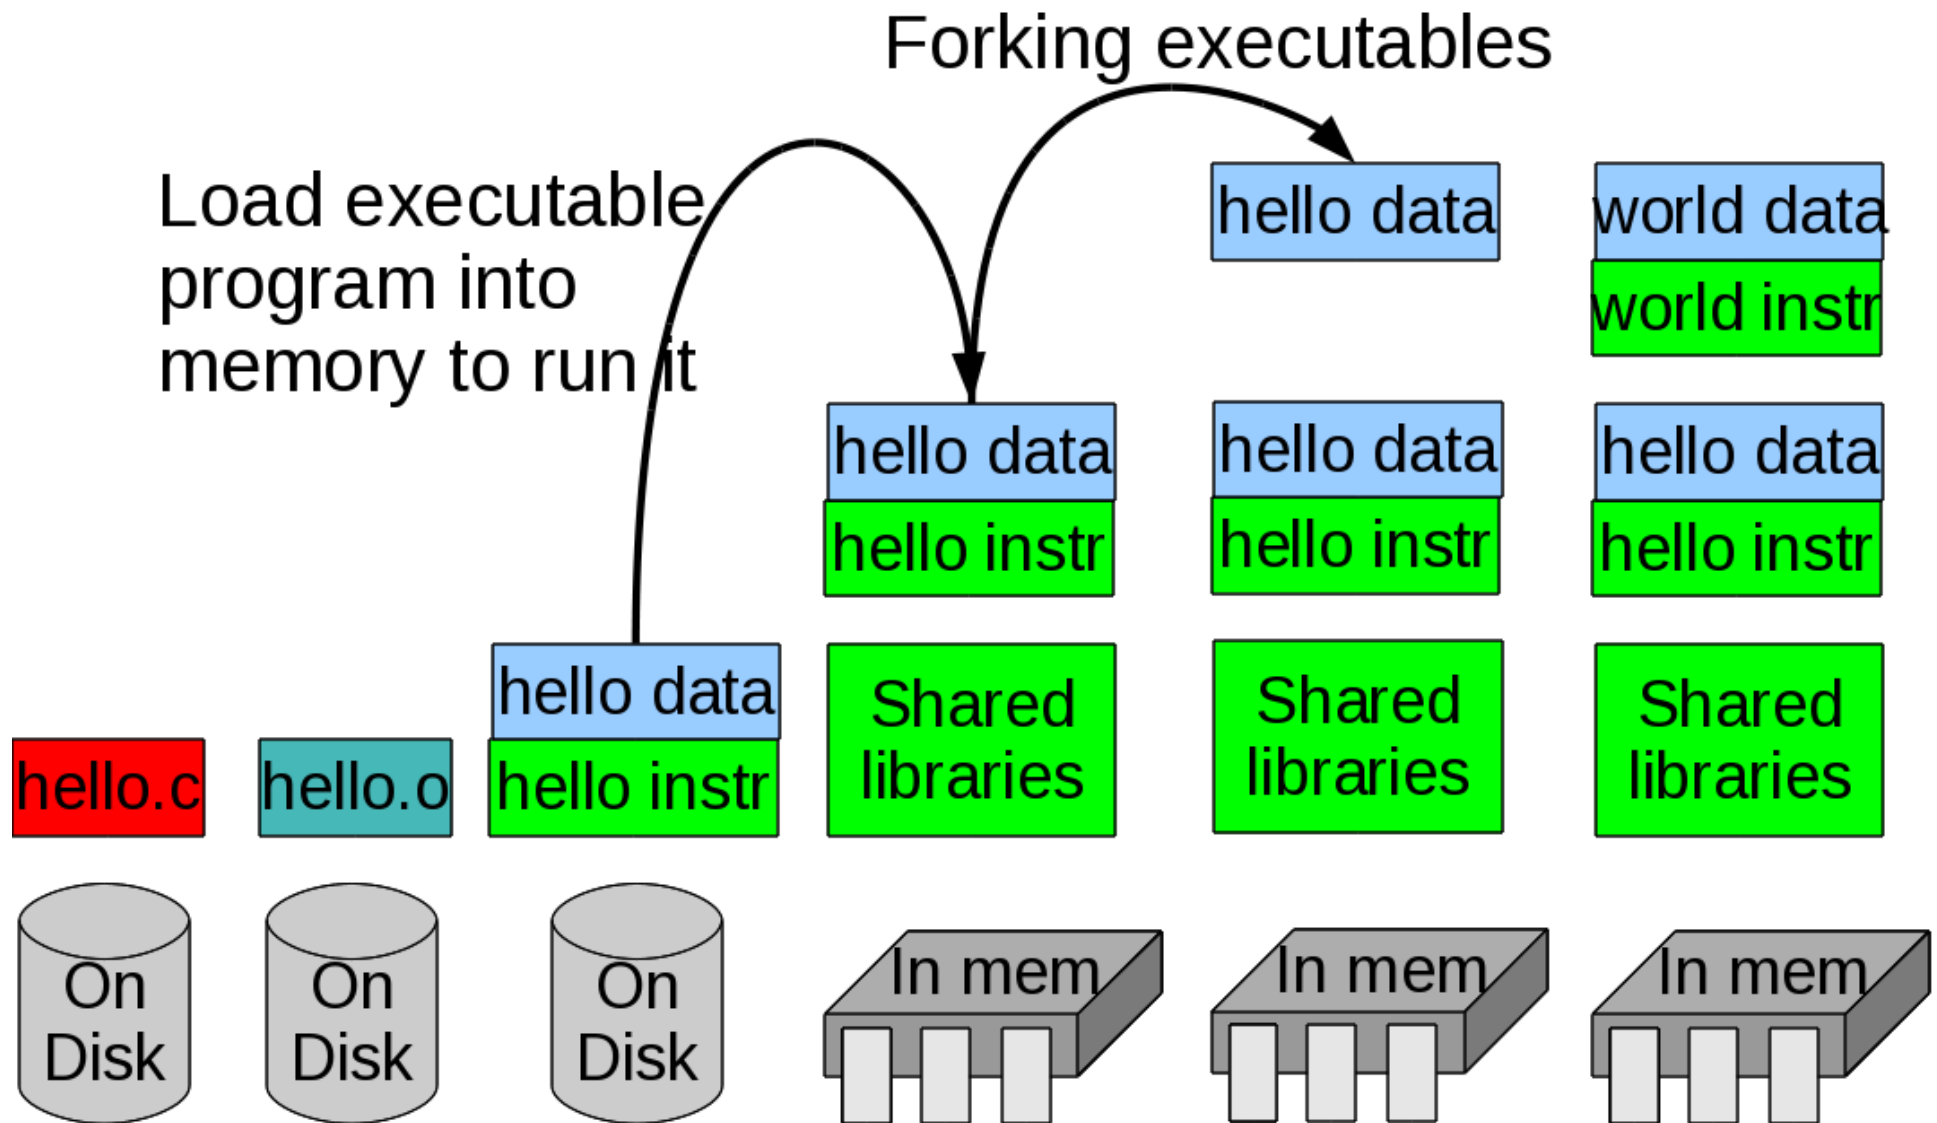 Forking executables
Load executable
program into
memory to run it
hello data
world data
world instr
hello data
hello instr
hello data
hello instr
hello data
hello instr
hello data
hello instr
Shared
libraries
Shared
libraries
Shared
libraries
hello.c
hello.o
On
Disk
On
Disk
On
Disk
In mem
In mem
In mem